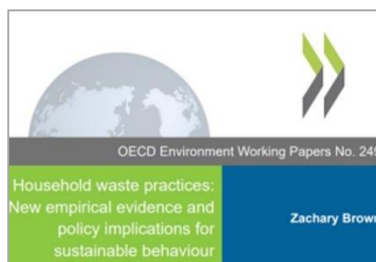 OECD Environment Working Papers No. 249
Household waste practices:
New empirical evidence and
policy implications for
sustainable behaviour
Zachary Brown